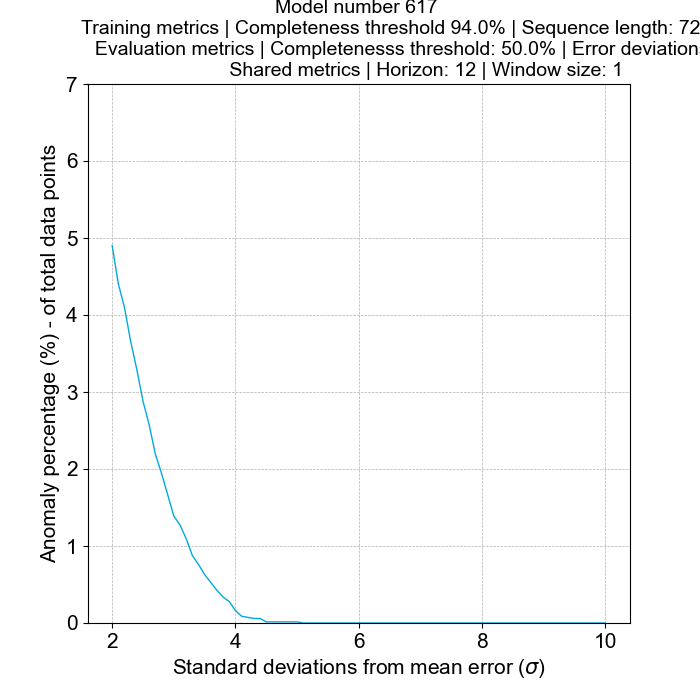 Model number 617
Training metrics | Completeness threshold 94.0% | Sequence length: 72
Evaluation metrics | Completenesss threshold: 50.0% | Error deviation
Shared metrics | Horizon: 12 | Window size: 1
7
6
5
4
3
2
1
0
Anomaly percentage (%) - of total data points
2 4 6 8 10
Standard deviations from mean error (σ)